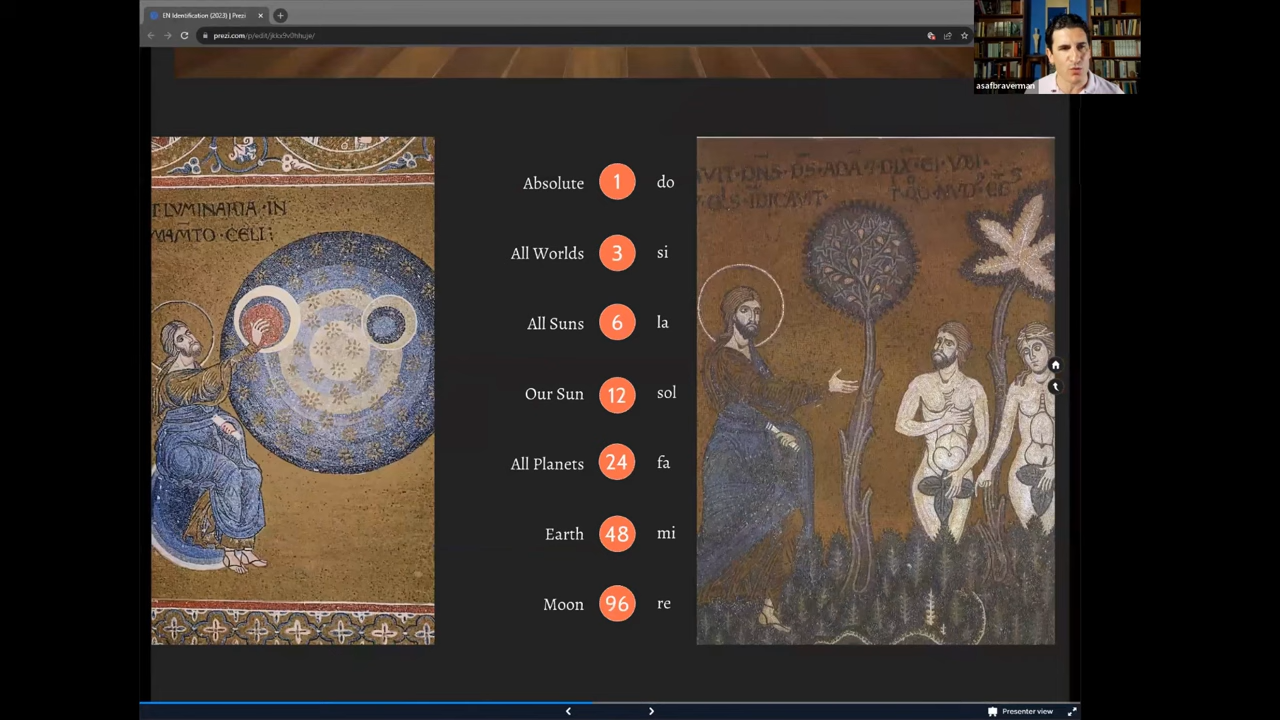 EN Identification (2023) | Prezi
prezi.com/p/edit/jkkx9v0thuje/
asafbraverman
T·LVMINARIA·IN
MAMTO·CELI:
Absolute 1 do
All Worlds 3 si
All Suns 6 la
Our Sun 12 sol
All Planets 24 fa
Earth 48 mi
Moon 96 re
Presenter view